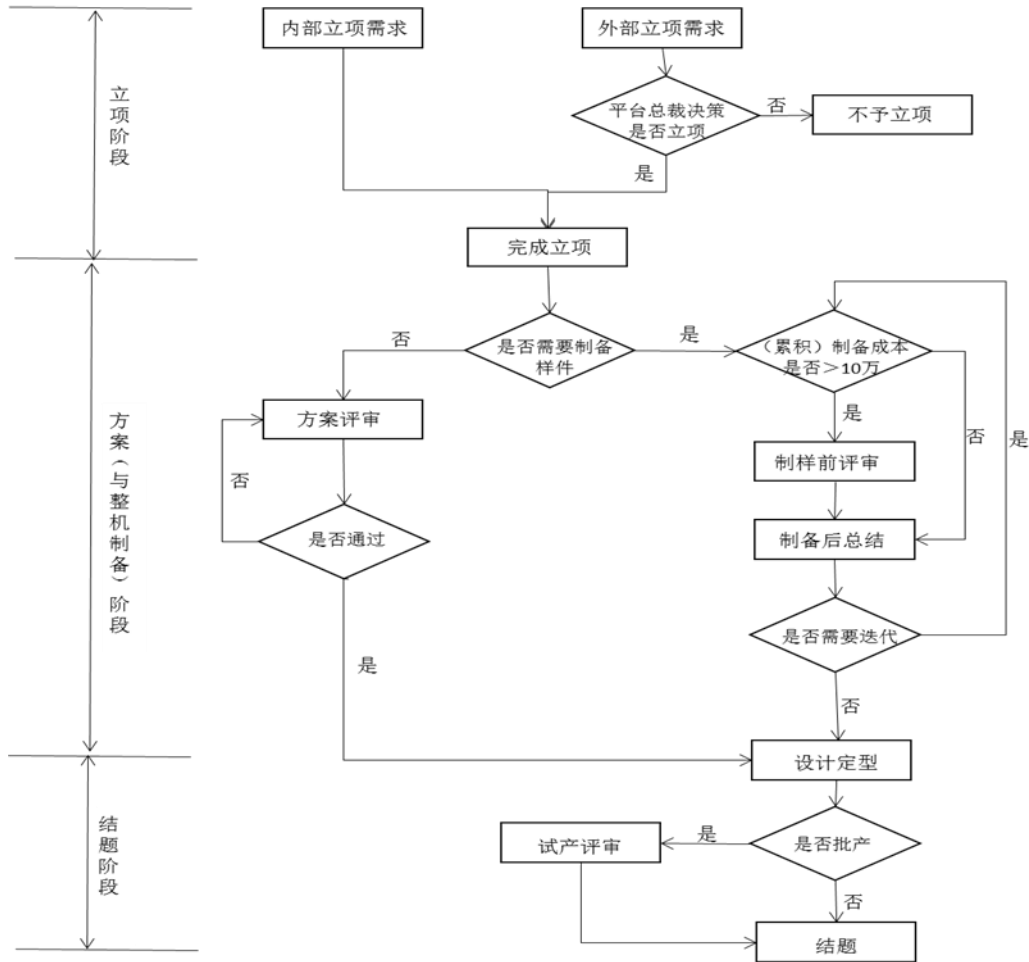 立项阶段
内部立项需求
外部立项需求
平台总裁决策
是否立项
否
不予立项
是
完成立项
方案（与整机制备）阶段
是否需要制备
样件
否
是
（累积）制备成本
是否＞10万
方案评审
是
否
是
制样前评审
否
是否通过
制备后总结
是
是否需要迭代
否
设计定型
结题阶段
是否批产
是
试产评审
否
结题